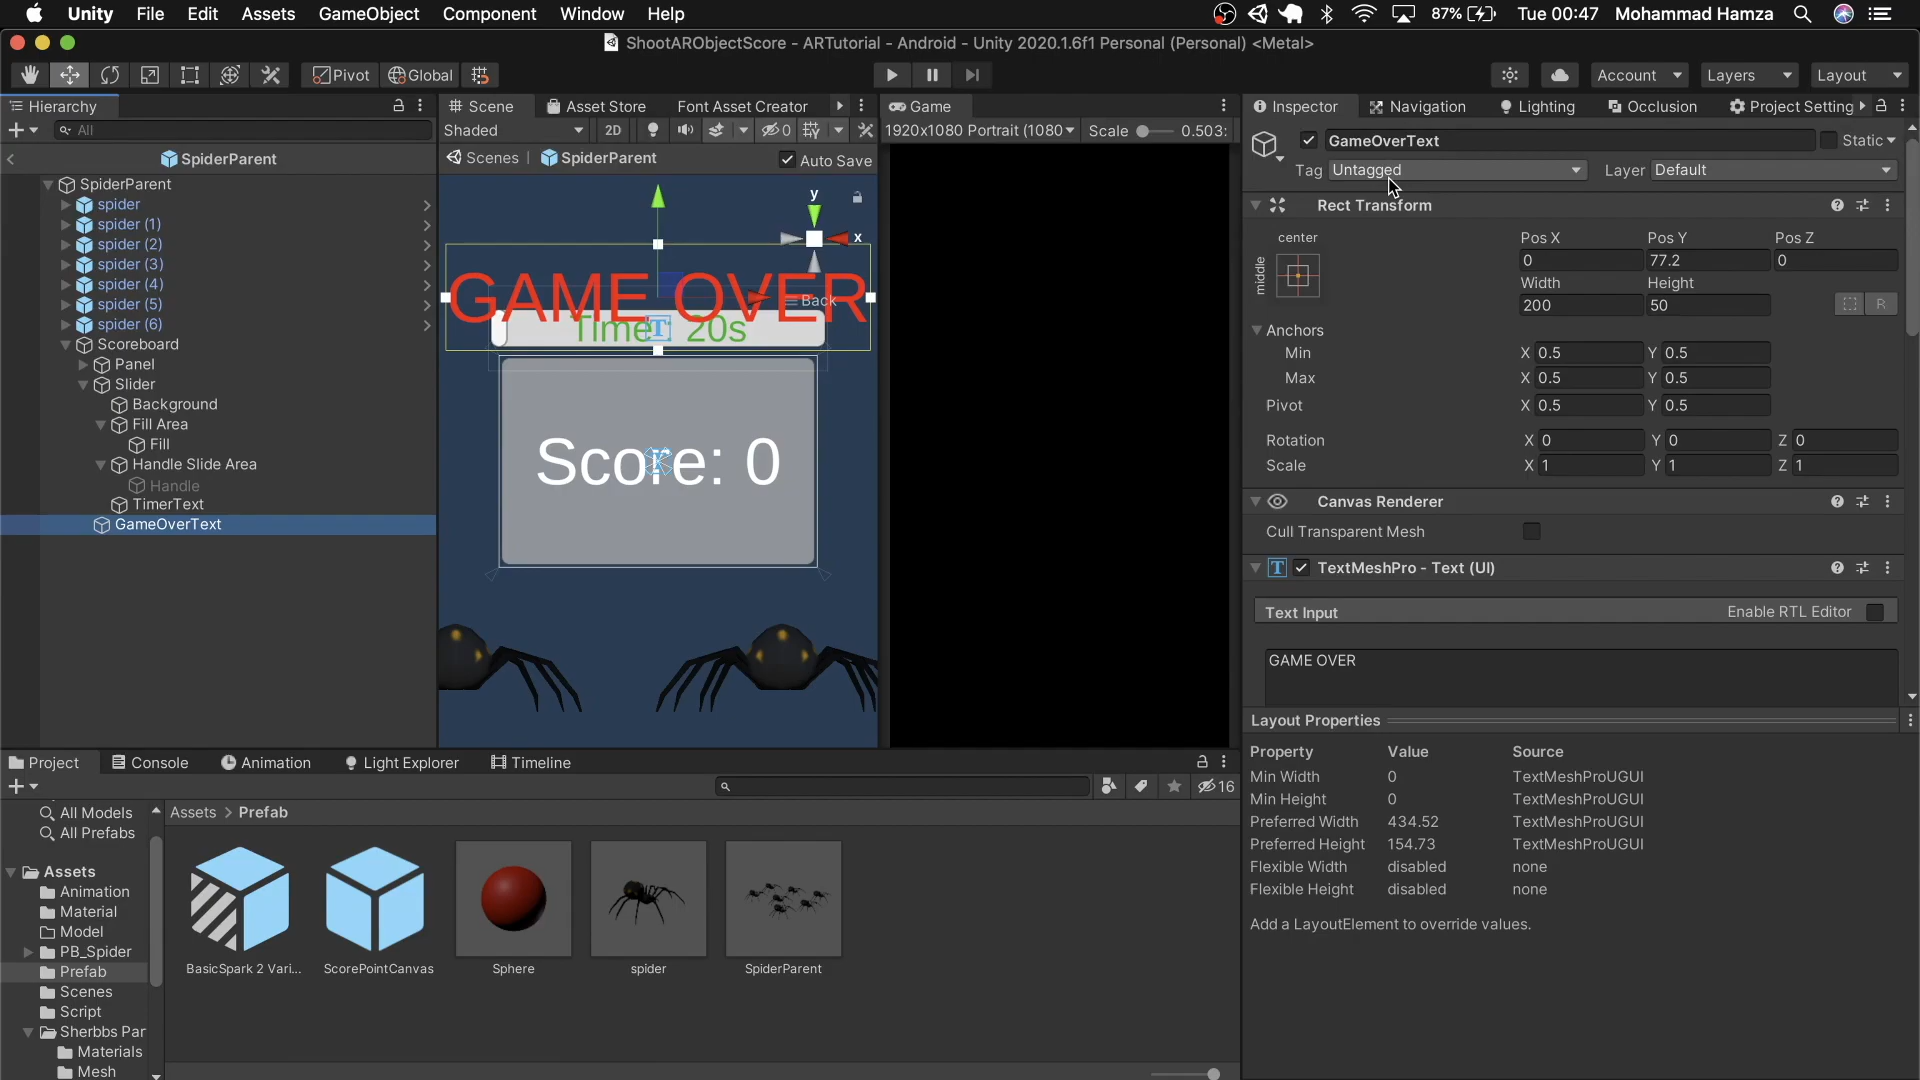 Unity File Edit Assets GameObject Component Window Help 87% Tue 00:47 Mohammad Hamza
ShootARObjectScore - ARTutorial - Android - Unity 2020.1.6f1 Personal (Personal) <Metal>
Pivot Global Account Layers Layout
Hierarchy
All
SpiderParent
SpiderParent
spider
spider (1)
spider (2)
spider (3)
spider (4)
spider (5)
spider (6)
Scoreboard
Panel
Slider
Background
Fill Area
Fill
Handle Slide Area
Handle
TimerText
GameOverText
Scene Asset Store Font Asset Creator
Shaded 2D 0
Scenes SpiderParent Auto Save
y
x
GAME OVER
Back
Time 20s
Score: 0
Game
1920x1080 Portrait (1080 Scale 0.503:
Inspector Navigation Lighting Occlusion Project Setting
GameOverText Static
Tag Untagged Layer Default
Rect Transform
center
middle
Pos X Pos Y Pos Z
0 77.2 0
Width Height
200 50 R
Anchors
Min X 0.5 Y 0.5
Max X 0.5 Y 0.5
Pivot X 0.5 Y 0.5
Rotation X 0 Y 0 Z 0
Scale X 1 Y 1 Z 1
Canvas Renderer
Cull Transparent Mesh
T TextMeshPro - Text (UI)
Text Input Enable RTL Editor
GAME OVER
Layout Properties
Property Value Source
Min Width 0 TextMeshProUGUI
Min Height 0 TextMeshProUGUI
Preferred Width 434.52 TextMeshProUGUI
Preferred Height 154.73 TextMeshProUGUI
Flexible Width disabled none
Flexible Height disabled none
Add a LayoutElement to override values.
Project Console Animation Light Explorer Timeline
16
All Models
All Prefabs
Assets
Animation
Material
Model
PB_Spider
Prefab
Scenes
Script
Sherbbs Par
Materials
Mesh
Assets > Prefab
BasicSpark 2 Vari... ScorePointCanvas Sphere spider SpiderParent